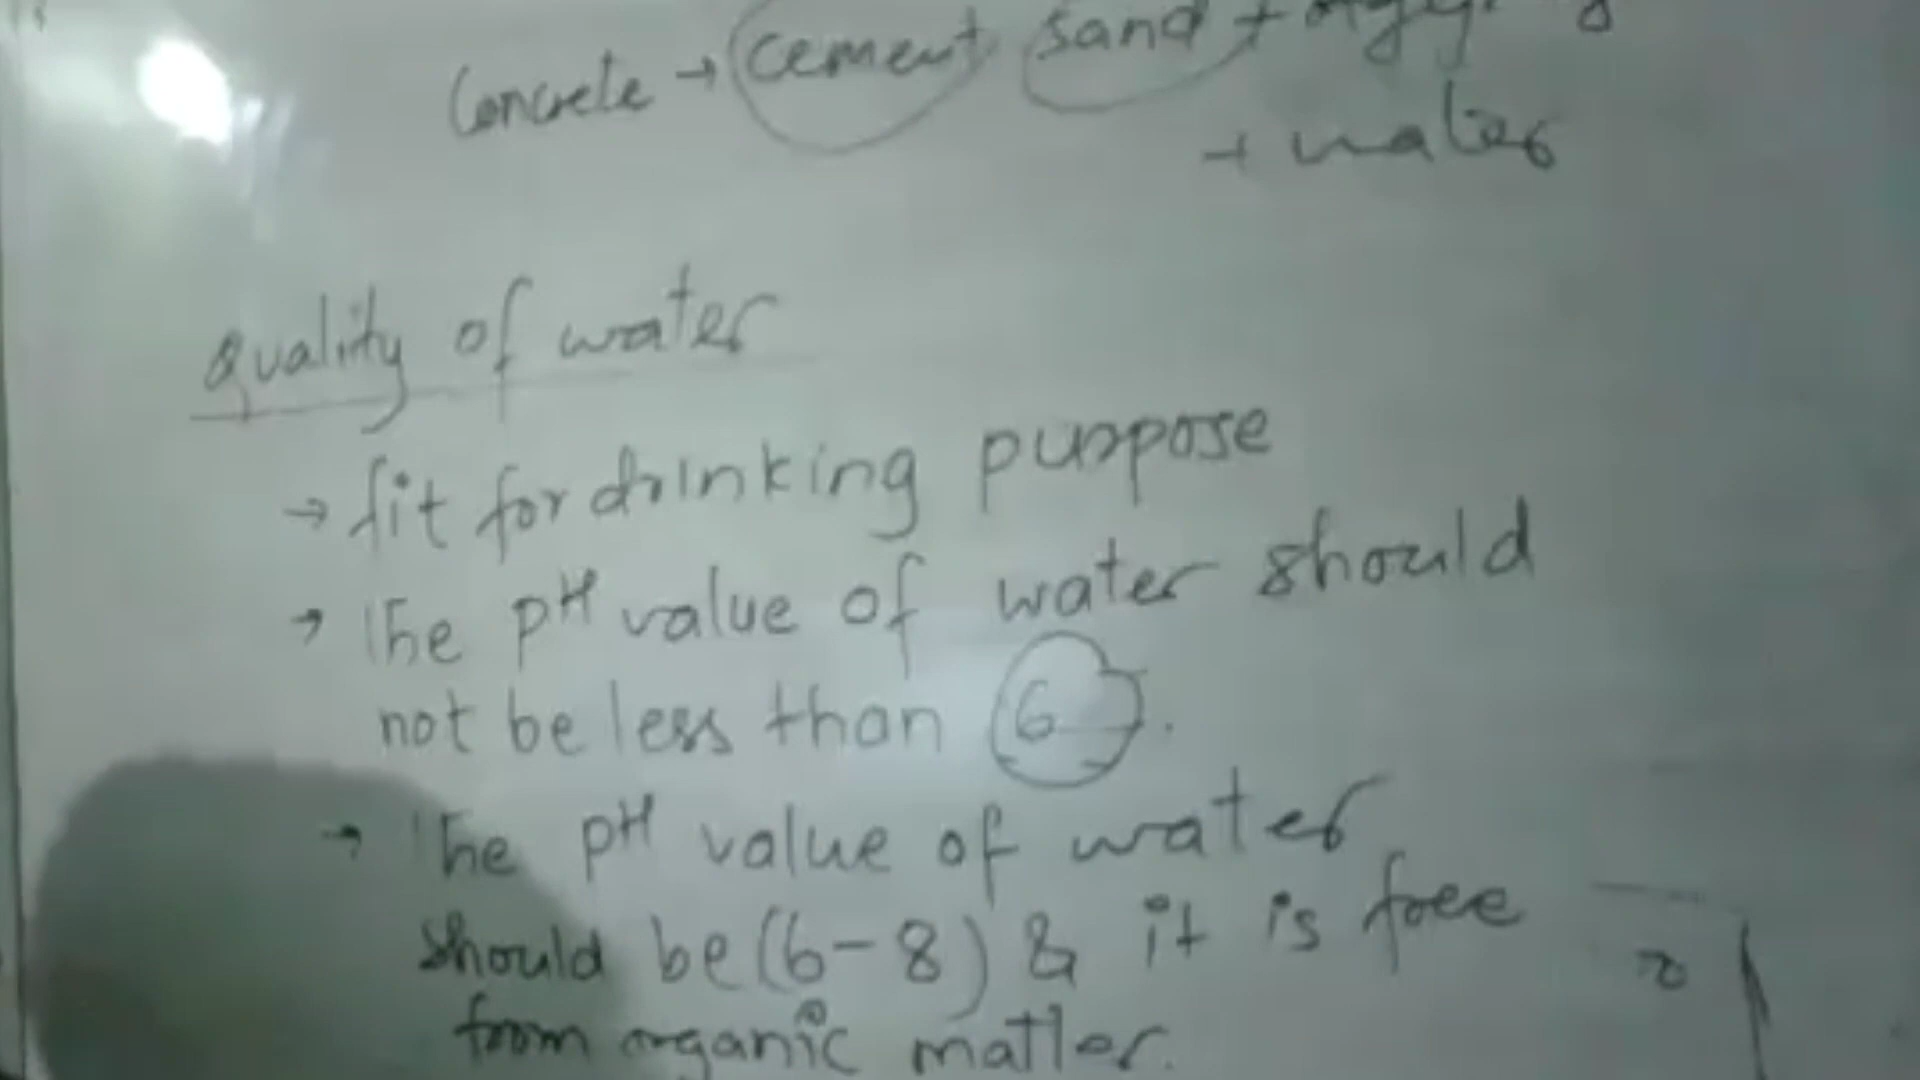 Concrete → cement sand +
+ water
Quality of water
→ fit for drinking purpose
→ The pH value of water should
not be less than 6.
→ The pH value of water
should be (6-8) & it is free
from organic matter.